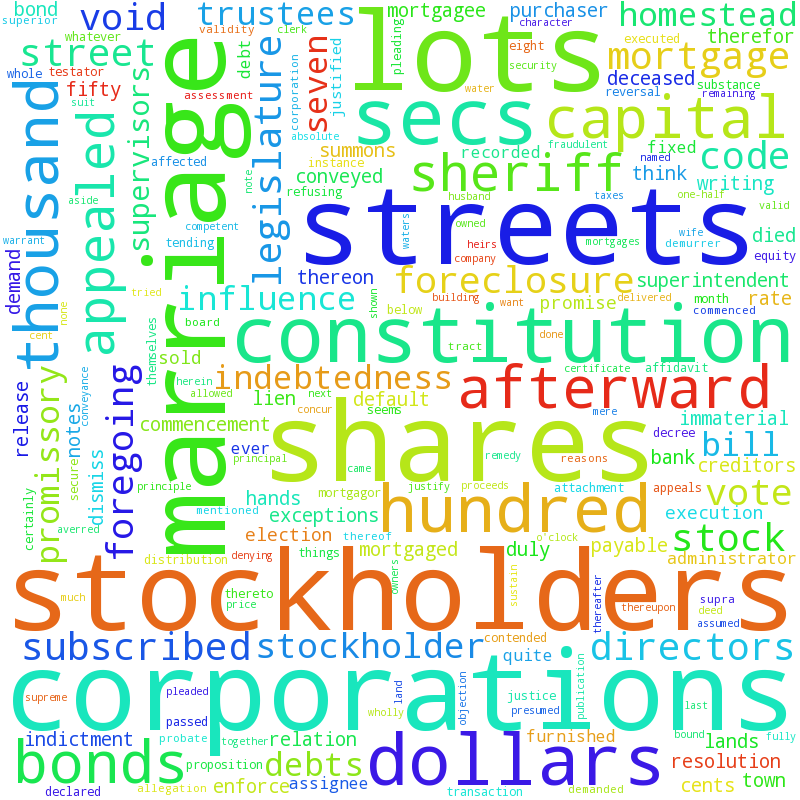 bond
superior
void
trustees
mortgagee
purchaser
character
homestead
whatever
street
validity
clerk
pleading
lots
eight
security
executed
therefor
mortgage
whole
testator
fifty
suit
supervisors
marriage
debt
legislature
corporation
seven
justified
secs
water
deceased
substance
reversal
remaining
assessment
absolute
capital
thousand
appealed
affected
summons
instance
recorded
fraudulent
named
fixed
code
think
writing
conveyed
refusing
sheriff
note
aside
competent
tending
husband
owned
taxes
one-half
valid
streets
waters
heirs
company
mortgages
wife
demurrer
died
equity
warrant
demand
none
cent
tried
thereon
foreclosure
superintendent
influence
shown
below
building
want
promise
delivered
month
rate
commenced
board
themselves
done
constitution
sold
tract
certificate
affidavit
herein
indebtedness
afterward
release
promissory
notes
conveyance
foregoing
allowed
concur
next
lien
default
seems
mere
immaterial
commencement
ever
shares
decree
bill
principal
came
remedy
reasons
bank
creditors
secure
dismiss
principle
mortgagor
justify
proceeds
attachment
appeals
vote
hands
mentioned
hundred
execution
certainly
averred
exceptions
election
thereof
o'clock
stock
distribution
denying
things
mortgaged
duly
payable
administrator
owners
sustain
stockholders
much
thereto
price
thereafter
thereupon
supra
deed
assumed
subscribed
stockholder
contended
directors
quite
supreme
pleaded
land
objection
justice
publication
corporations
passed
wholly
presumed
last
indictment
probate
together
relation
furnished
bound
lands
fully
bonds
proposition
debts
dollars
resolution
declared
allegation
enforce
assignee
transaction
demanded
cents
town